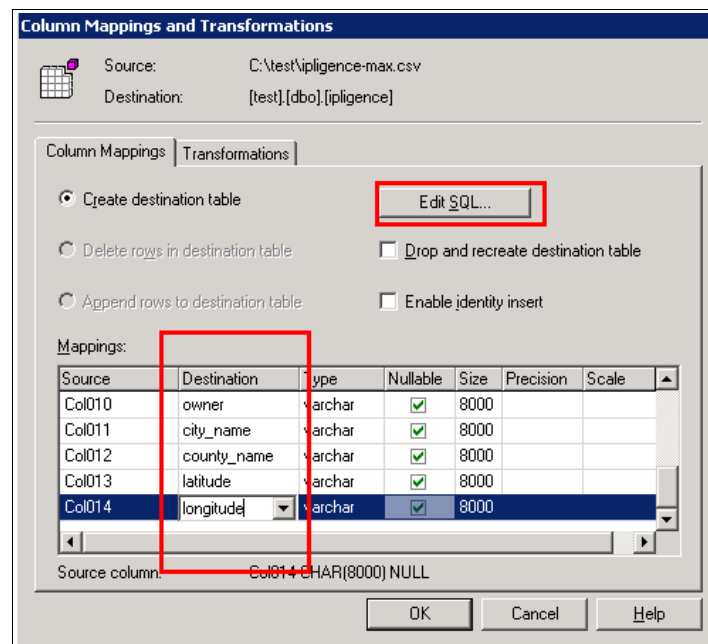 Column Mappings and Transformations
Source: C:\test\ipligence-max.csv
Destination: [test].[dbo].[ipligence]
Column Mappings Transformations
Create destination table Edit SQL...
Delete rows in destination table Drop and recreate destination table
Append rows to destination table Enable identity insert
Mappings:
Source Destination Type Nullable Size Precision Scale
Col010 owner varchar 8000
Col011 city_name varchar 8000
Col012 county_name varchar 8000
Col013 latitude varchar 8000
Col014 longitude varchar 8000
Source column: Col014 CHAR(8000) NULL
OK Cancel Help